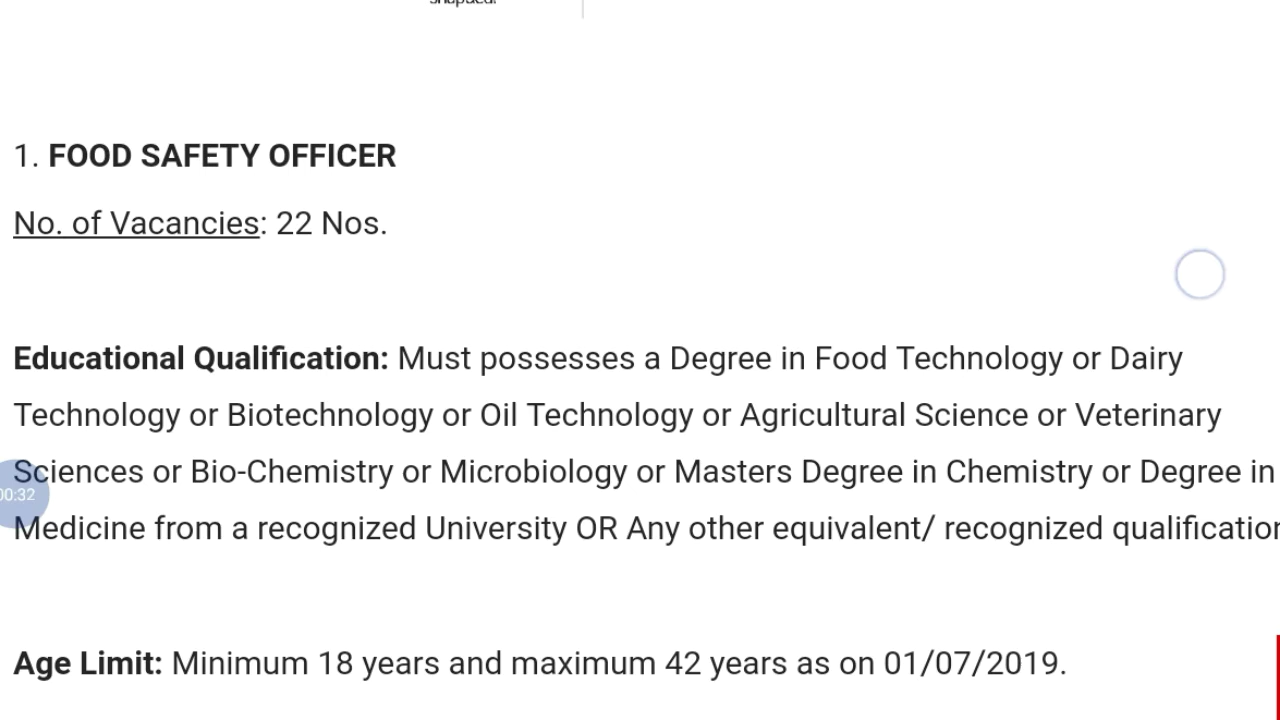 1. FOOD SAFETY OFFICER
No. of Vacancies: 22 Nos.
Educational Qualification: Must possesses a Degree in Food Technology or Dairy
Technology or Biotechnology or Oil Technology or Agricultural Science or Veterinary
Sciences or Bio-Chemistry or Microbiology or Masters Degree in Chemistry or Degree in
00:32
Medicine from a recognized University OR Any other equivalent/ recognized qualification
Age Limit: Minimum 18 years and maximum 42 years as on 01/07/2019.